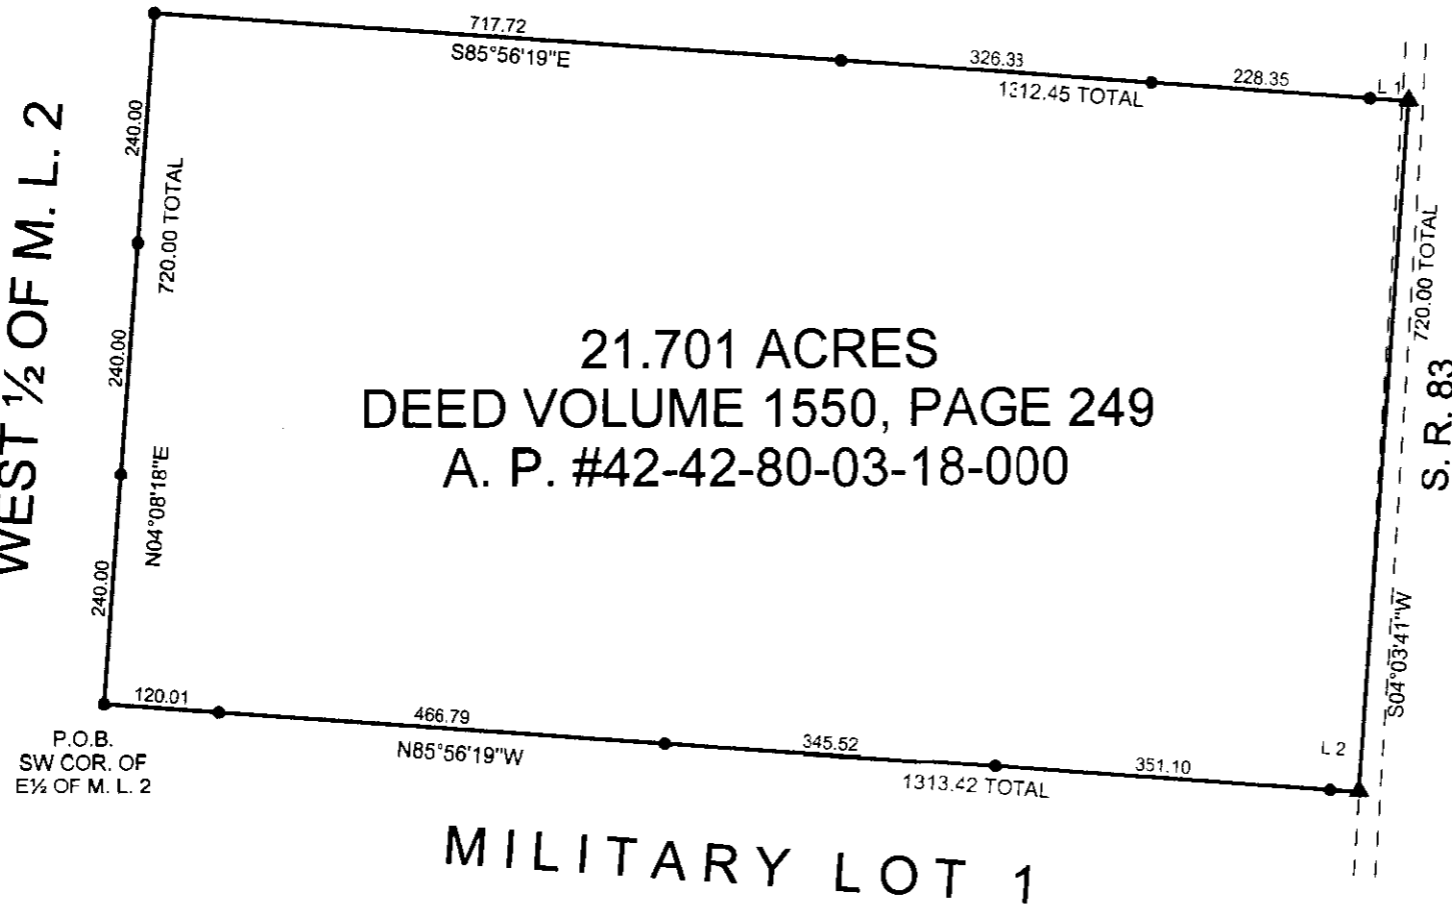 717.72
S85°56'19"E
326.33
1312.45 TOTAL
228.35
L 1
240.00
720.00 TOTAL
240.00
N04°08'18"E
240.00
WEST ½ OF M. L. 2
21.701 ACRES
DEED VOLUME 1550, PAGE 249
A. P. #42-42-80-03-18-000
720.00 TOTAL
S. R. 83
S04°03'41"W
120.01
466.79
N85°56'19"W
345.52
1313.42 TOTAL
351.10
L 2
P.O.B.
SW COR. OF
E½ OF M. L. 2
MILITARY LOT 1